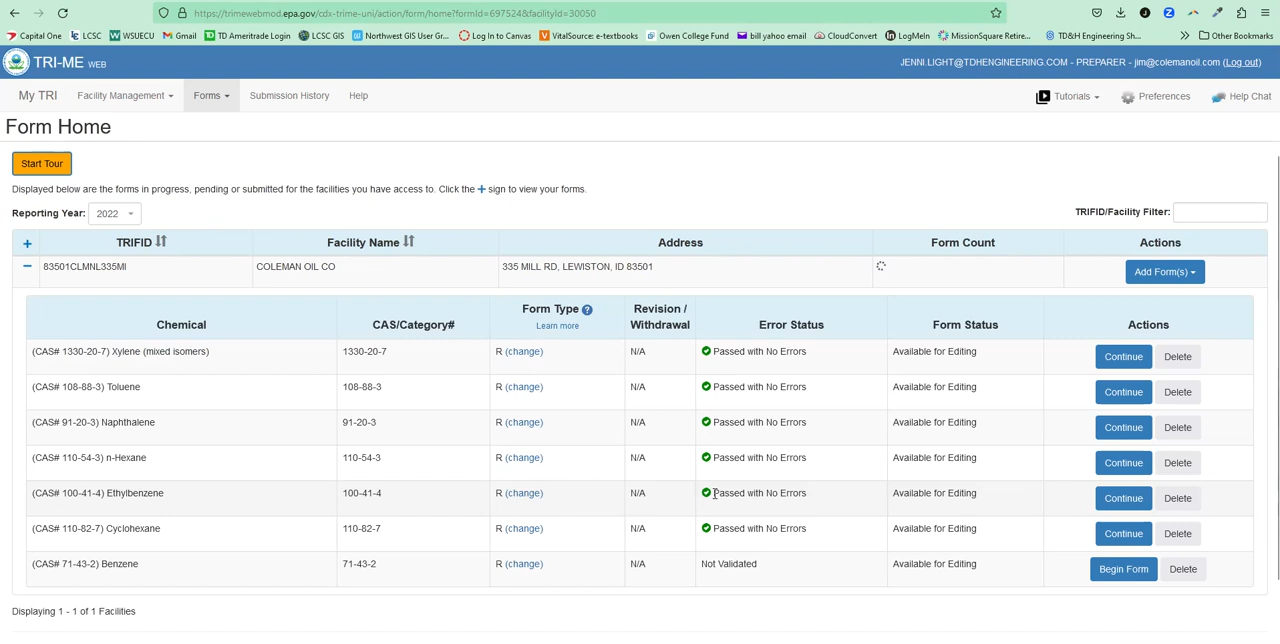 https://trimewebmod.epa.gov/cdx-trime-uni/action/form/home?formId=697524&facilityId=30050
Capital One LCSC WSUECU Gmail TD Ameritrade Login LCSC GIS Northwest GIS User Gr... Log In to Canvas VitalSource: e-textbooks Owen College Fund bill yahoo email CloudConvert LogMeIn MissionSquare Retire... TD&H Engineering Sh... Other Bookmarks
TRI-ME WEB
JENNI.LIGHT@TDHENGINEERING.COM - PREPARER - jim@colemanoil.com (Log out)
My TRI Facility Management Forms Submission History Help Tutorials Preferences Help Chat
Form Home
Start Tour
Displayed below are the forms in progress, pending or submitted for the facilities you have access to. Click the + sign to view your forms.
Reporting Year: 2022 TRIFID/Facility Filter:
+ TRIFID Facility Name Address Form Count Actions
− 83501CLMNL335MI COLEMAN OIL CO 335 MILL RD, LEWISTON, ID 83501 Add Form(s)
Chemical CAS/Category# Form Type ? Learn more Revision / Withdrawal Error Status Form Status Actions
(CAS# 1330-20-7) Xylene (mixed isomers) 1330-20-7 R (change) N/A Passed with No Errors Available for Editing Continue Delete
(CAS# 108-88-3) Toluene 108-88-3 R (change) N/A Passed with No Errors Available for Editing Continue Delete
(CAS# 91-20-3) Naphthalene 91-20-3 R (change) N/A Passed with No Errors Available for Editing Continue Delete
(CAS# 110-54-3) n-Hexane 110-54-3 R (change) N/A Passed with No Errors Available for Editing Continue Delete
(CAS# 100-41-4) Ethylbenzene 100-41-4 R (change) N/A Passed with No Errors Available for Editing Continue Delete
(CAS# 110-82-7) Cyclohexane 110-82-7 R (change) N/A Passed with No Errors Available for Editing Continue Delete
(CAS# 71-43-2) Benzene 71-43-2 R (change) N/A Not Validated Available for Editing Begin Form Delete
Displaying 1 - 1 of 1 Facilities